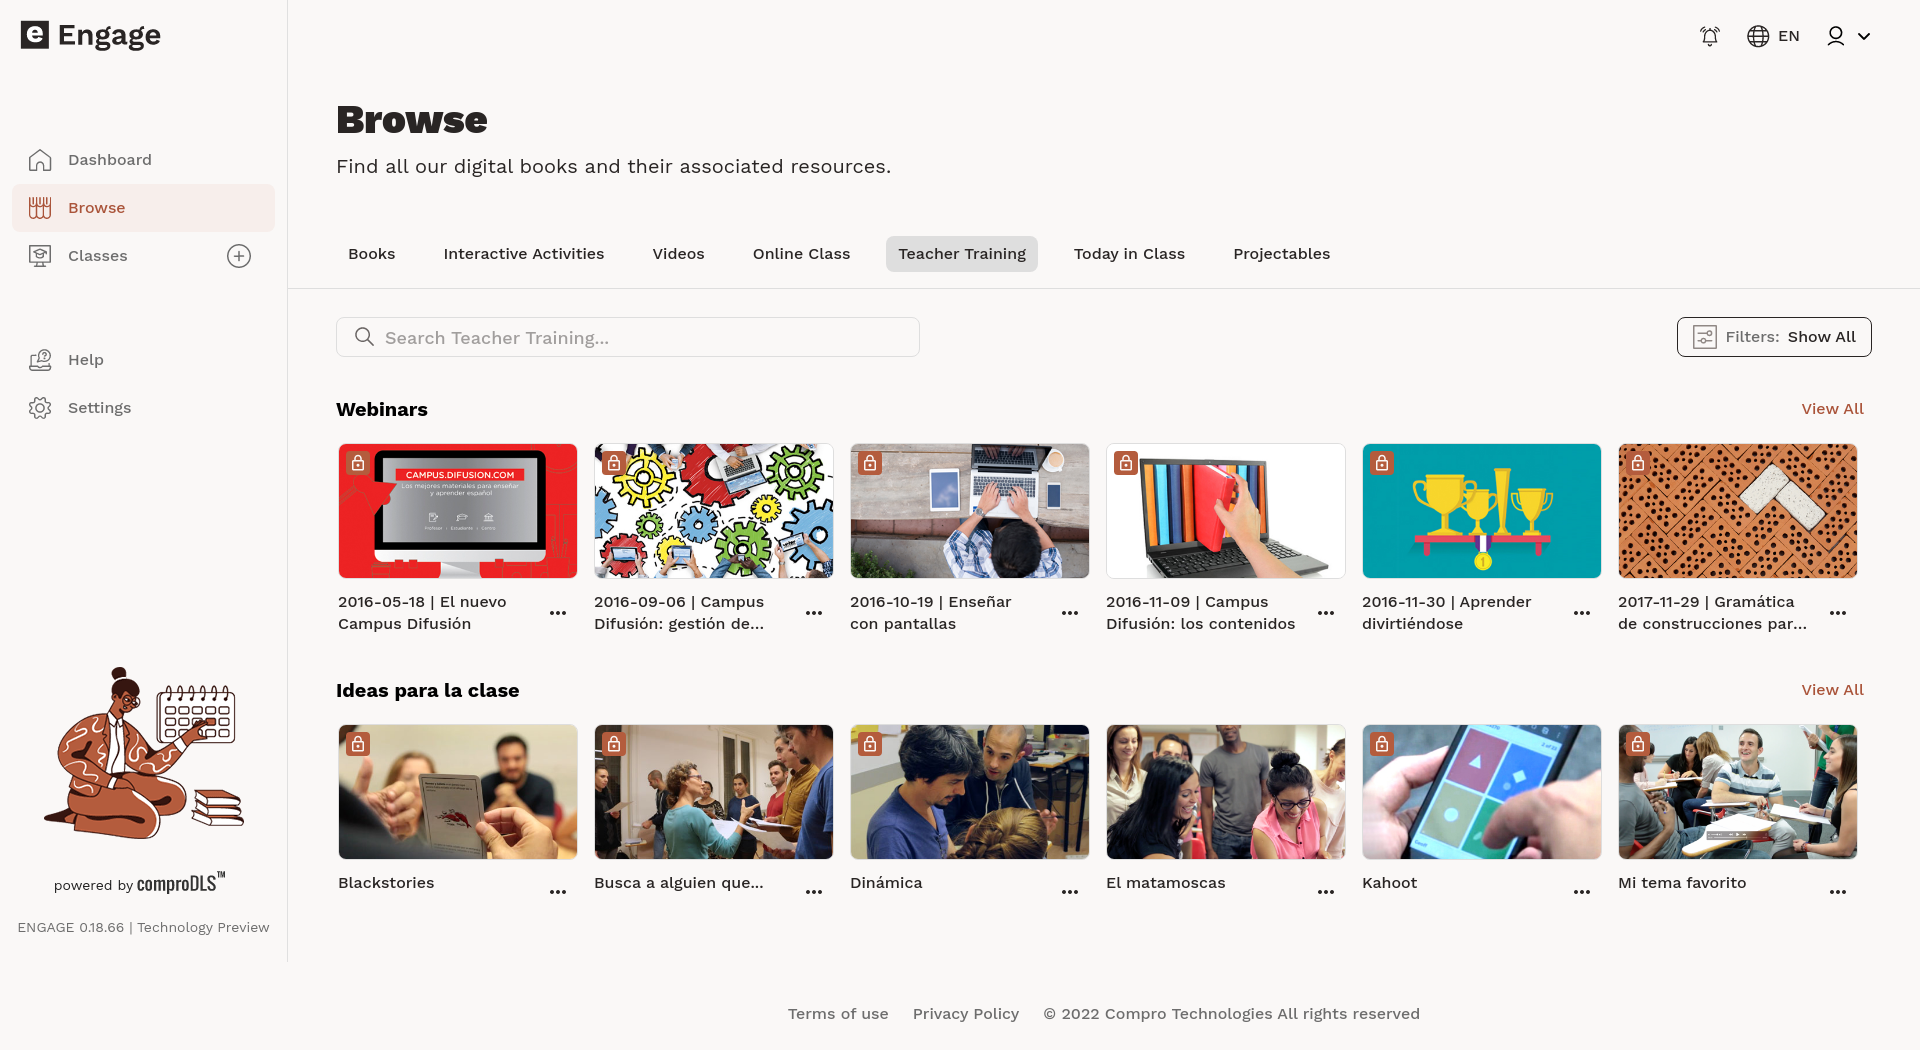 e Engage
EN
Browse
Find all our digital books and their associated resources.
Dashboard
Browse
Classes
Help
Settings
Books
Interactive Activities
Videos
Online Class
Teacher Training
Today in Class
Projectables
Search Teacher Training...
Filters: Show All
Webinars
View All
CAMPUS.DIFUSION.COM
Los mejores materiales para enseñar
y aprender español
2016-05-18 | El nuevo
Campus Difusión
2016-09-06 | Campus
Difusión: gestión de...
2016-10-19 | Enseñar
con pantallas
2016-11-09 | Campus
Difusión: los contenidos
2016-11-30 | Aprender
divirtiéndose
2017-11-29 | Gramática
de construcciones par...
Ideas para la clase
View All
Blackstories
Busca a alguien que...
Dinámica
El matamoscas
Kahoot
Mi tema favorito
powered by comproDLS™
ENGAGE 0.18.66 | Technology Preview
Terms of use
Privacy Policy
© 2022 Compro Technologies All rights reserved